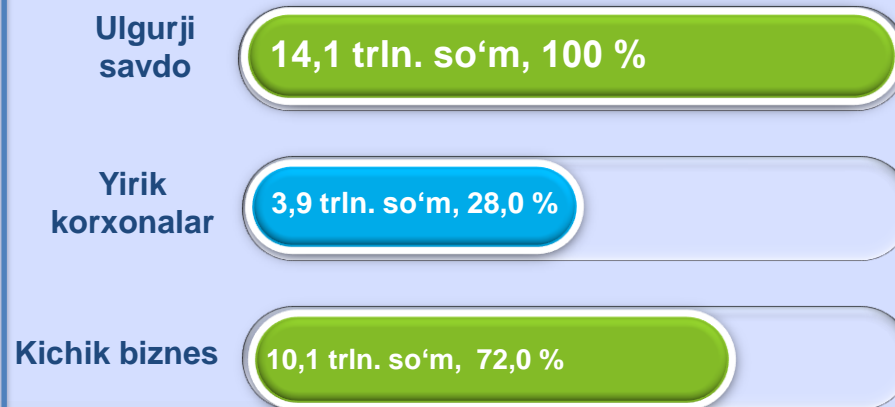 Ulgurji
savdo
14,1 trln. so‘m, 100 %
Yirik
korxonalar
3,9 trln. so‘m, 28,0 %
Kichik biznes
10,1 trln. so‘m,  72,0 %